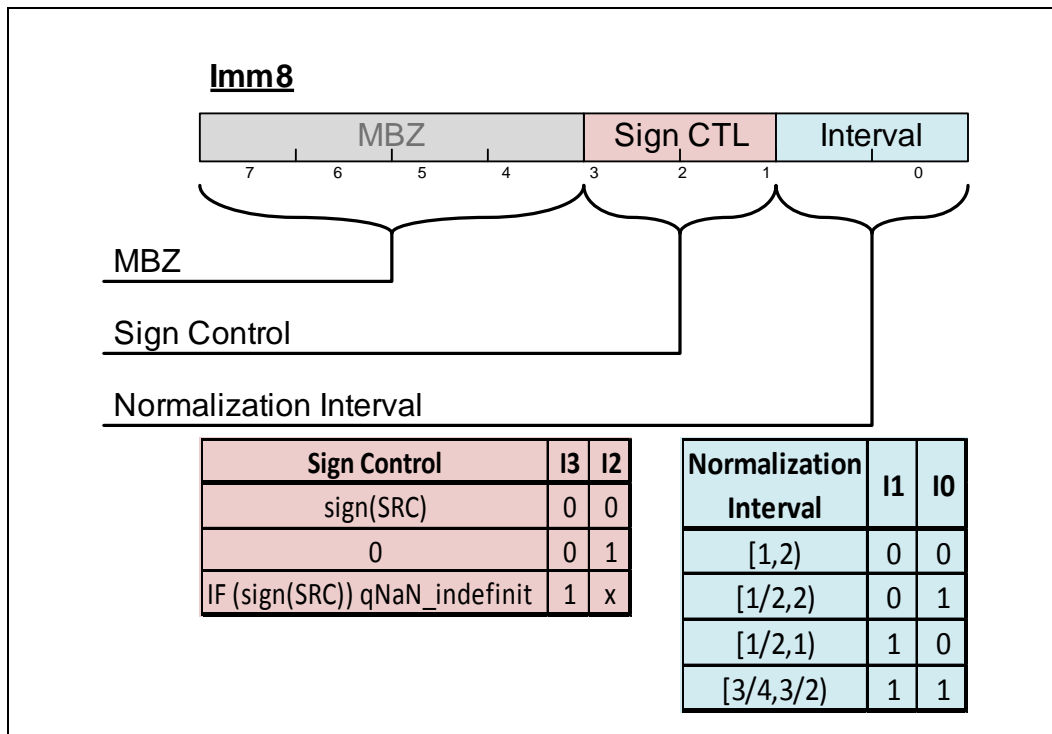 Imm8
MBZ Sign CTL Interval
7 6 5 4 3 2 1 0
MBZ
Sign Control
Normalization Interval
Sign Control I3 I2
sign(SRC) 0 0
0 0 1
IF (sign(SRC)) qNaN_indefinit 1 x
Normalization
Interval I1 I0
[1,2) 0 0
[1/2,2) 0 1
[1/2,1) 1 0
[3/4,3/2) 1 1